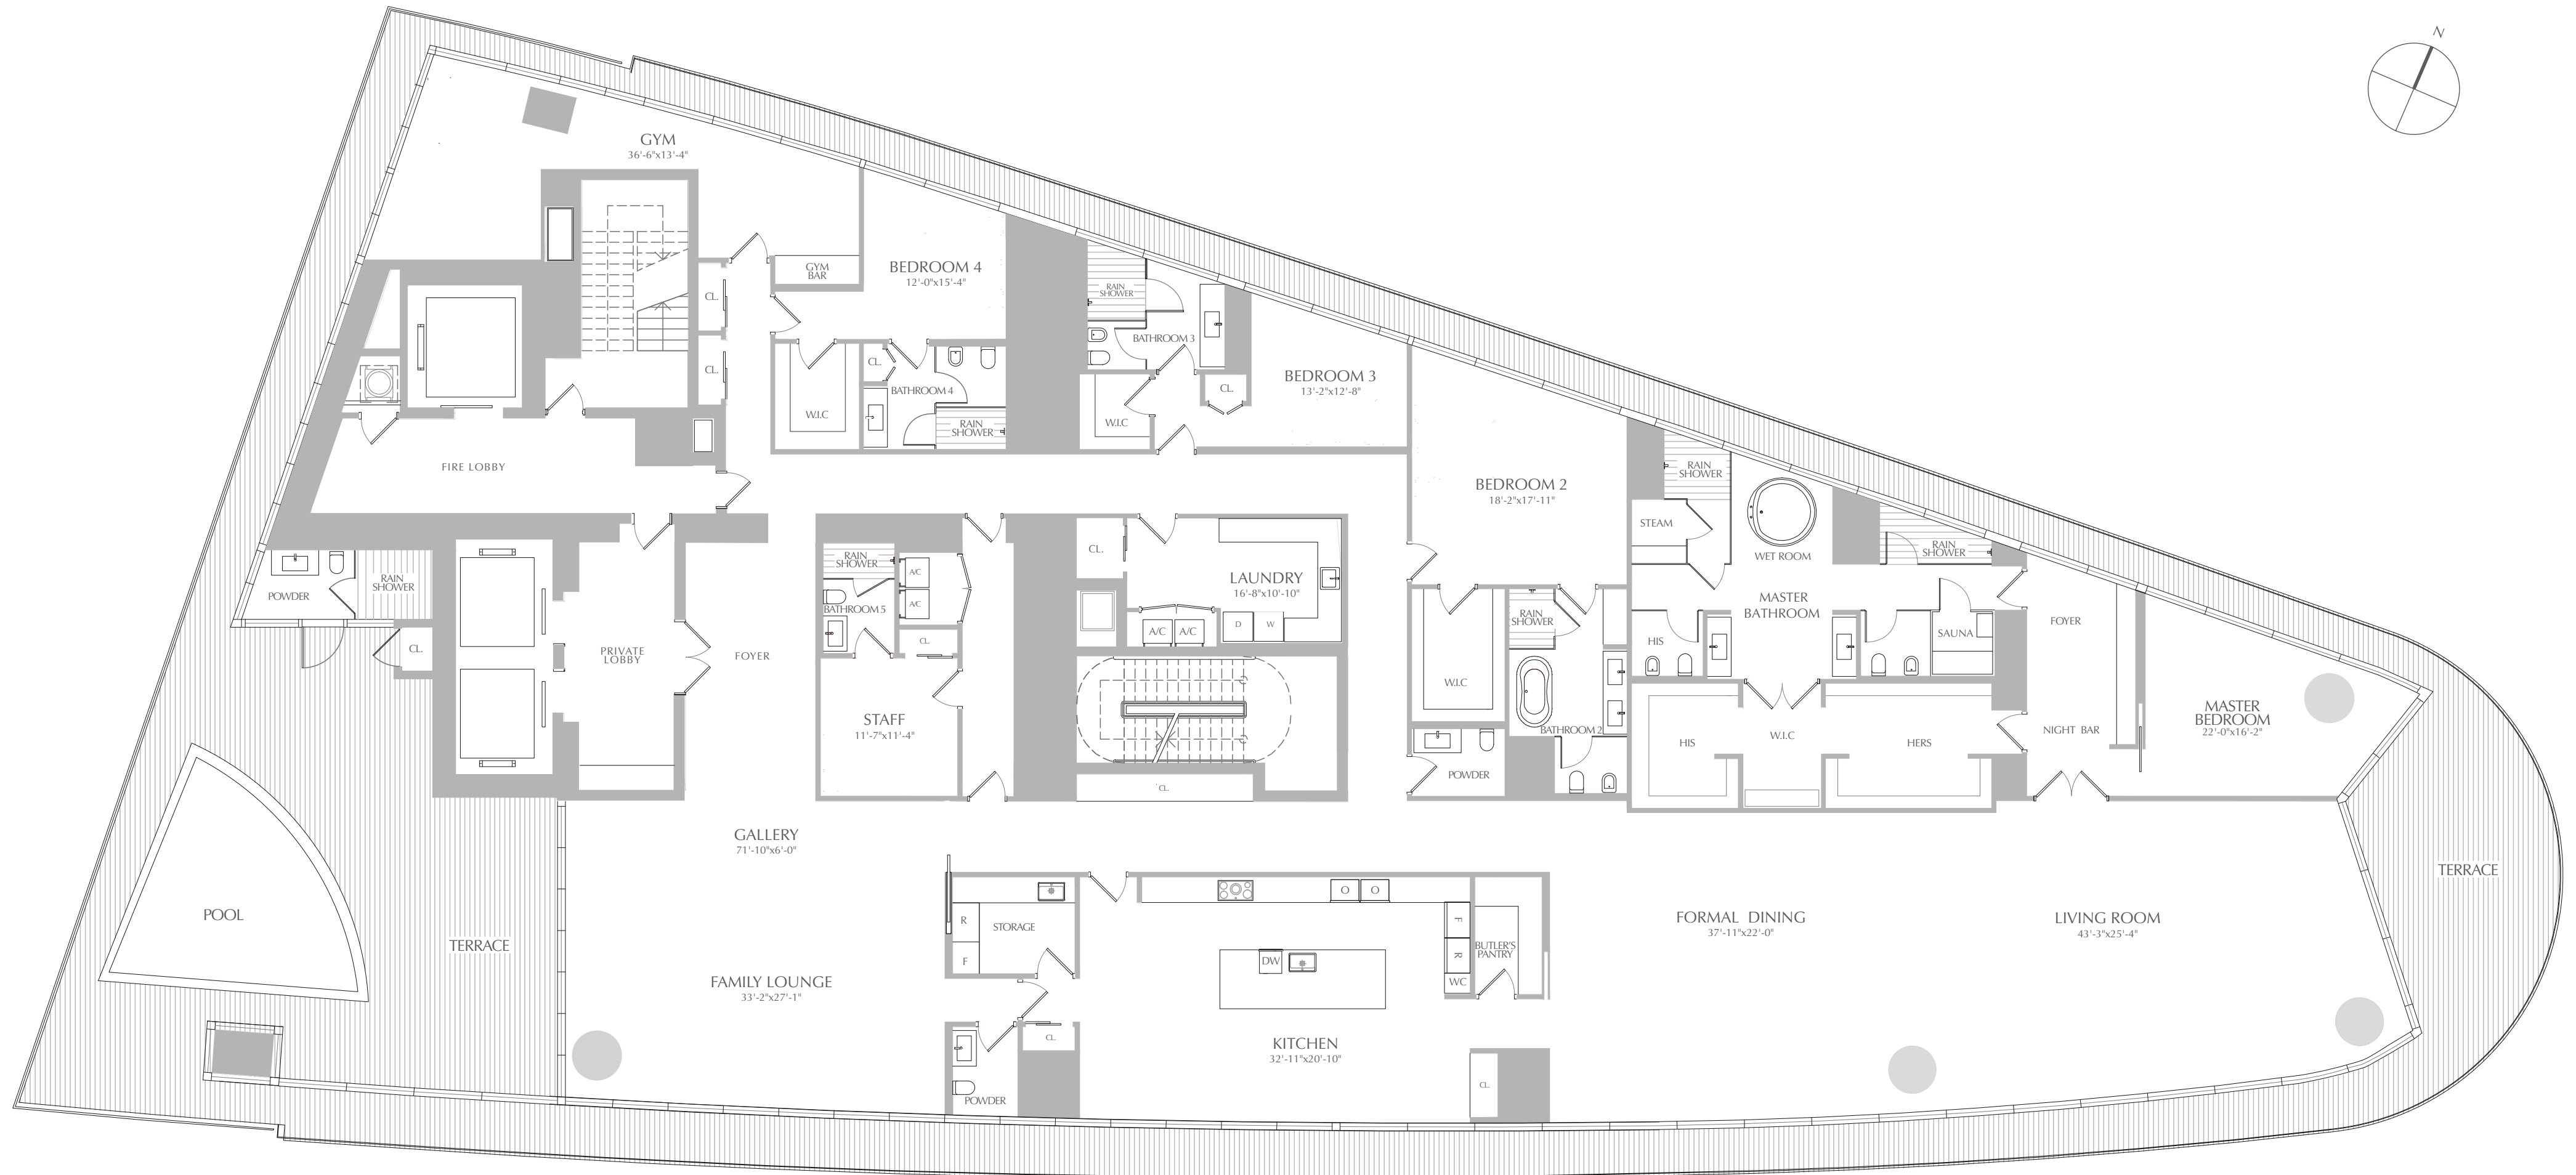 N
GYM
36'-6"x13'-4"
GYM
BAR
BEDROOM 4
12'-0"x15'-4"
CL.
CL.
CL.
W.I.C
BATHROOM 4
RAIN
SHOWER
RAIN
SHOWER
BATHROOM 3
W.I.C
CL.
BEDROOM 3
13'-2"x12'-8"
FIRE LOBBY
BEDROOM 2
18'-2"x17'-11"
RAIN
SHOWER
STEAM
WET ROOM
RAIN
SHOWER
MASTER
BATHROOM
HIS
SAUNA
FOYER
POWDER
RAIN
SHOWER
CL.
PRIVATE
LOBBY
FOYER
RAIN
SHOWER
A/C
A/C
BATHROOM 5
CL.
STAFF
11'-7"x11'-4"
CL.
LAUNDRY
16'-8"x10'-10"
A/C
A/C
D
W
CL.
W.I.C
RAIN
SHOWER
BATHROOM 2
POWDER
HIS
W.I.C
HERS
NIGHT BAR
MASTER
BEDROOM
22'-0"x16'-2"
GALLERY
71'-10"x6'-0"
POOL
TERRACE
FAMILY LOUNGE
33'-2"x27'-1"
R
F
STORAGE
CL.
POWDER
O
O
F
R
WC
DW
BUTLER'S
PANTRY
KITCHEN
32'-11"x20'-10"
CL.
FORMAL DINING
37'-11"x22'-0"
LIVING ROOM
43'-3"x25'-4"
TERRACE